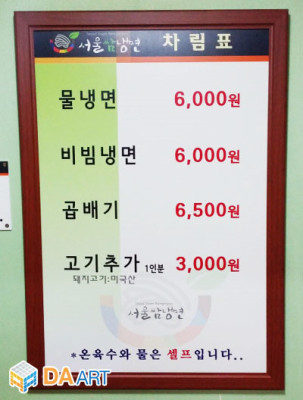 서울참냉면 차림표
물냉면 6,000원
비빔냉면 6,000원
곱배기 6,500원
고기추가 1인분 3,000원
돼지고기:미국산
서울참냉면
*온육수와 물은 셀프입니다..
DAART